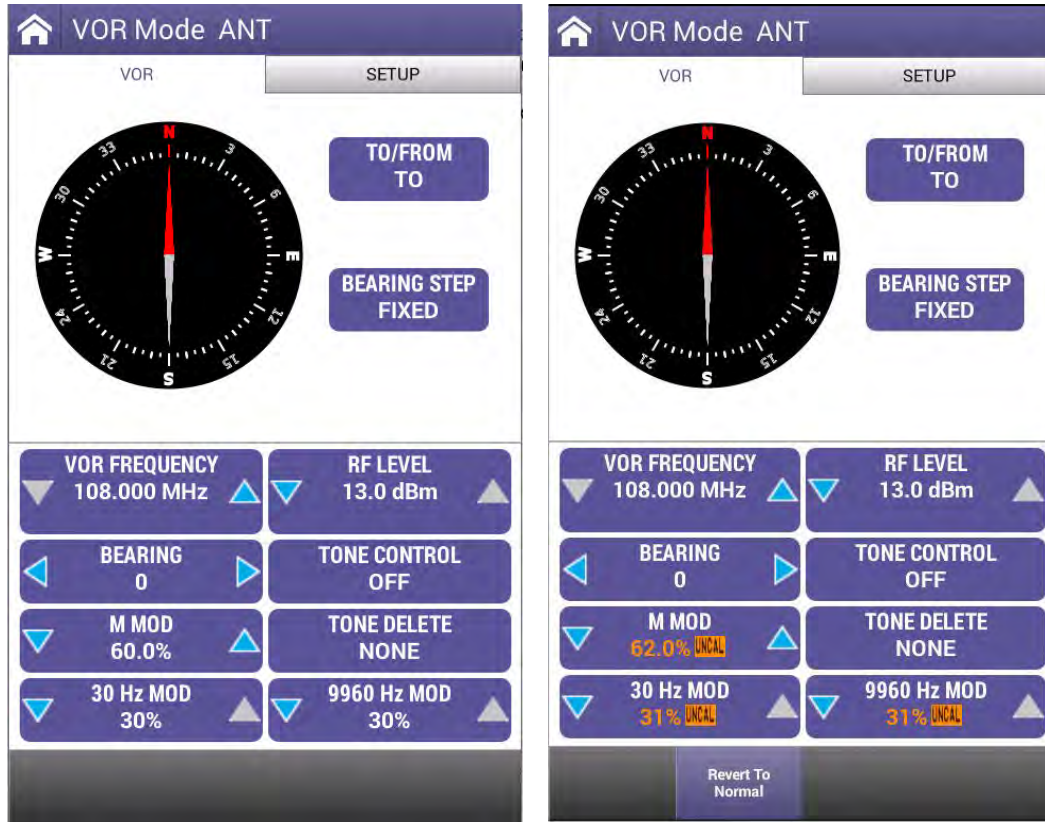 VOR Mode ANT
VOR
SETUP
N
3
6
E
12
15
S
21
24
W
30
33
TO/FROM
TO
BEARING STEP
FIXED
VOR FREQUENCY
108.000 MHz
RF LEVEL
13.0 dBm
BEARING
0
TONE CONTROL
OFF
M MOD
60.0%
TONE DELETE
NONE
30 Hz MOD
30%
9960 Hz MOD
30%
VOR Mode ANT
VOR
SETUP
N
3
6
E
12
15
S
21
24
W
30
33
TO/FROM
TO
BEARING STEP
FIXED
VOR FREQUENCY
108.000 MHz
RF LEVEL
13.0 dBm
BEARING
0
TONE CONTROL
OFF
M MOD
62.0% UNCAL
TONE DELETE
NONE
30 Hz MOD
31% UNCAL
9960 Hz MOD
31% UNCAL
Revert To
Normal